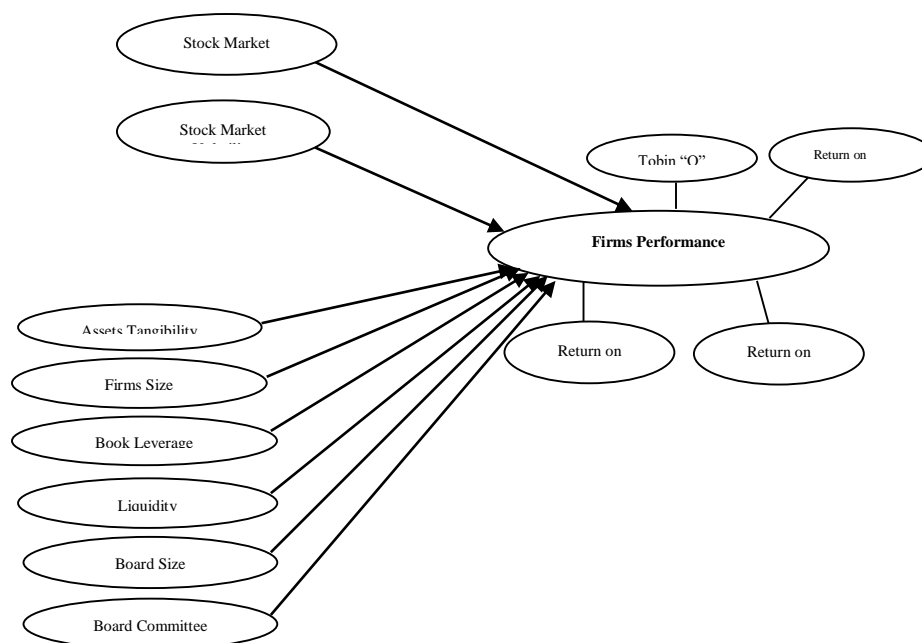 Stock Market
Stock Market
Tobin “Q”
Return on
Firms Performance
Assets Tangibility
Return on
Return on
Firms Size
Book Leverage
Liquidity
Board Size
Board Committee